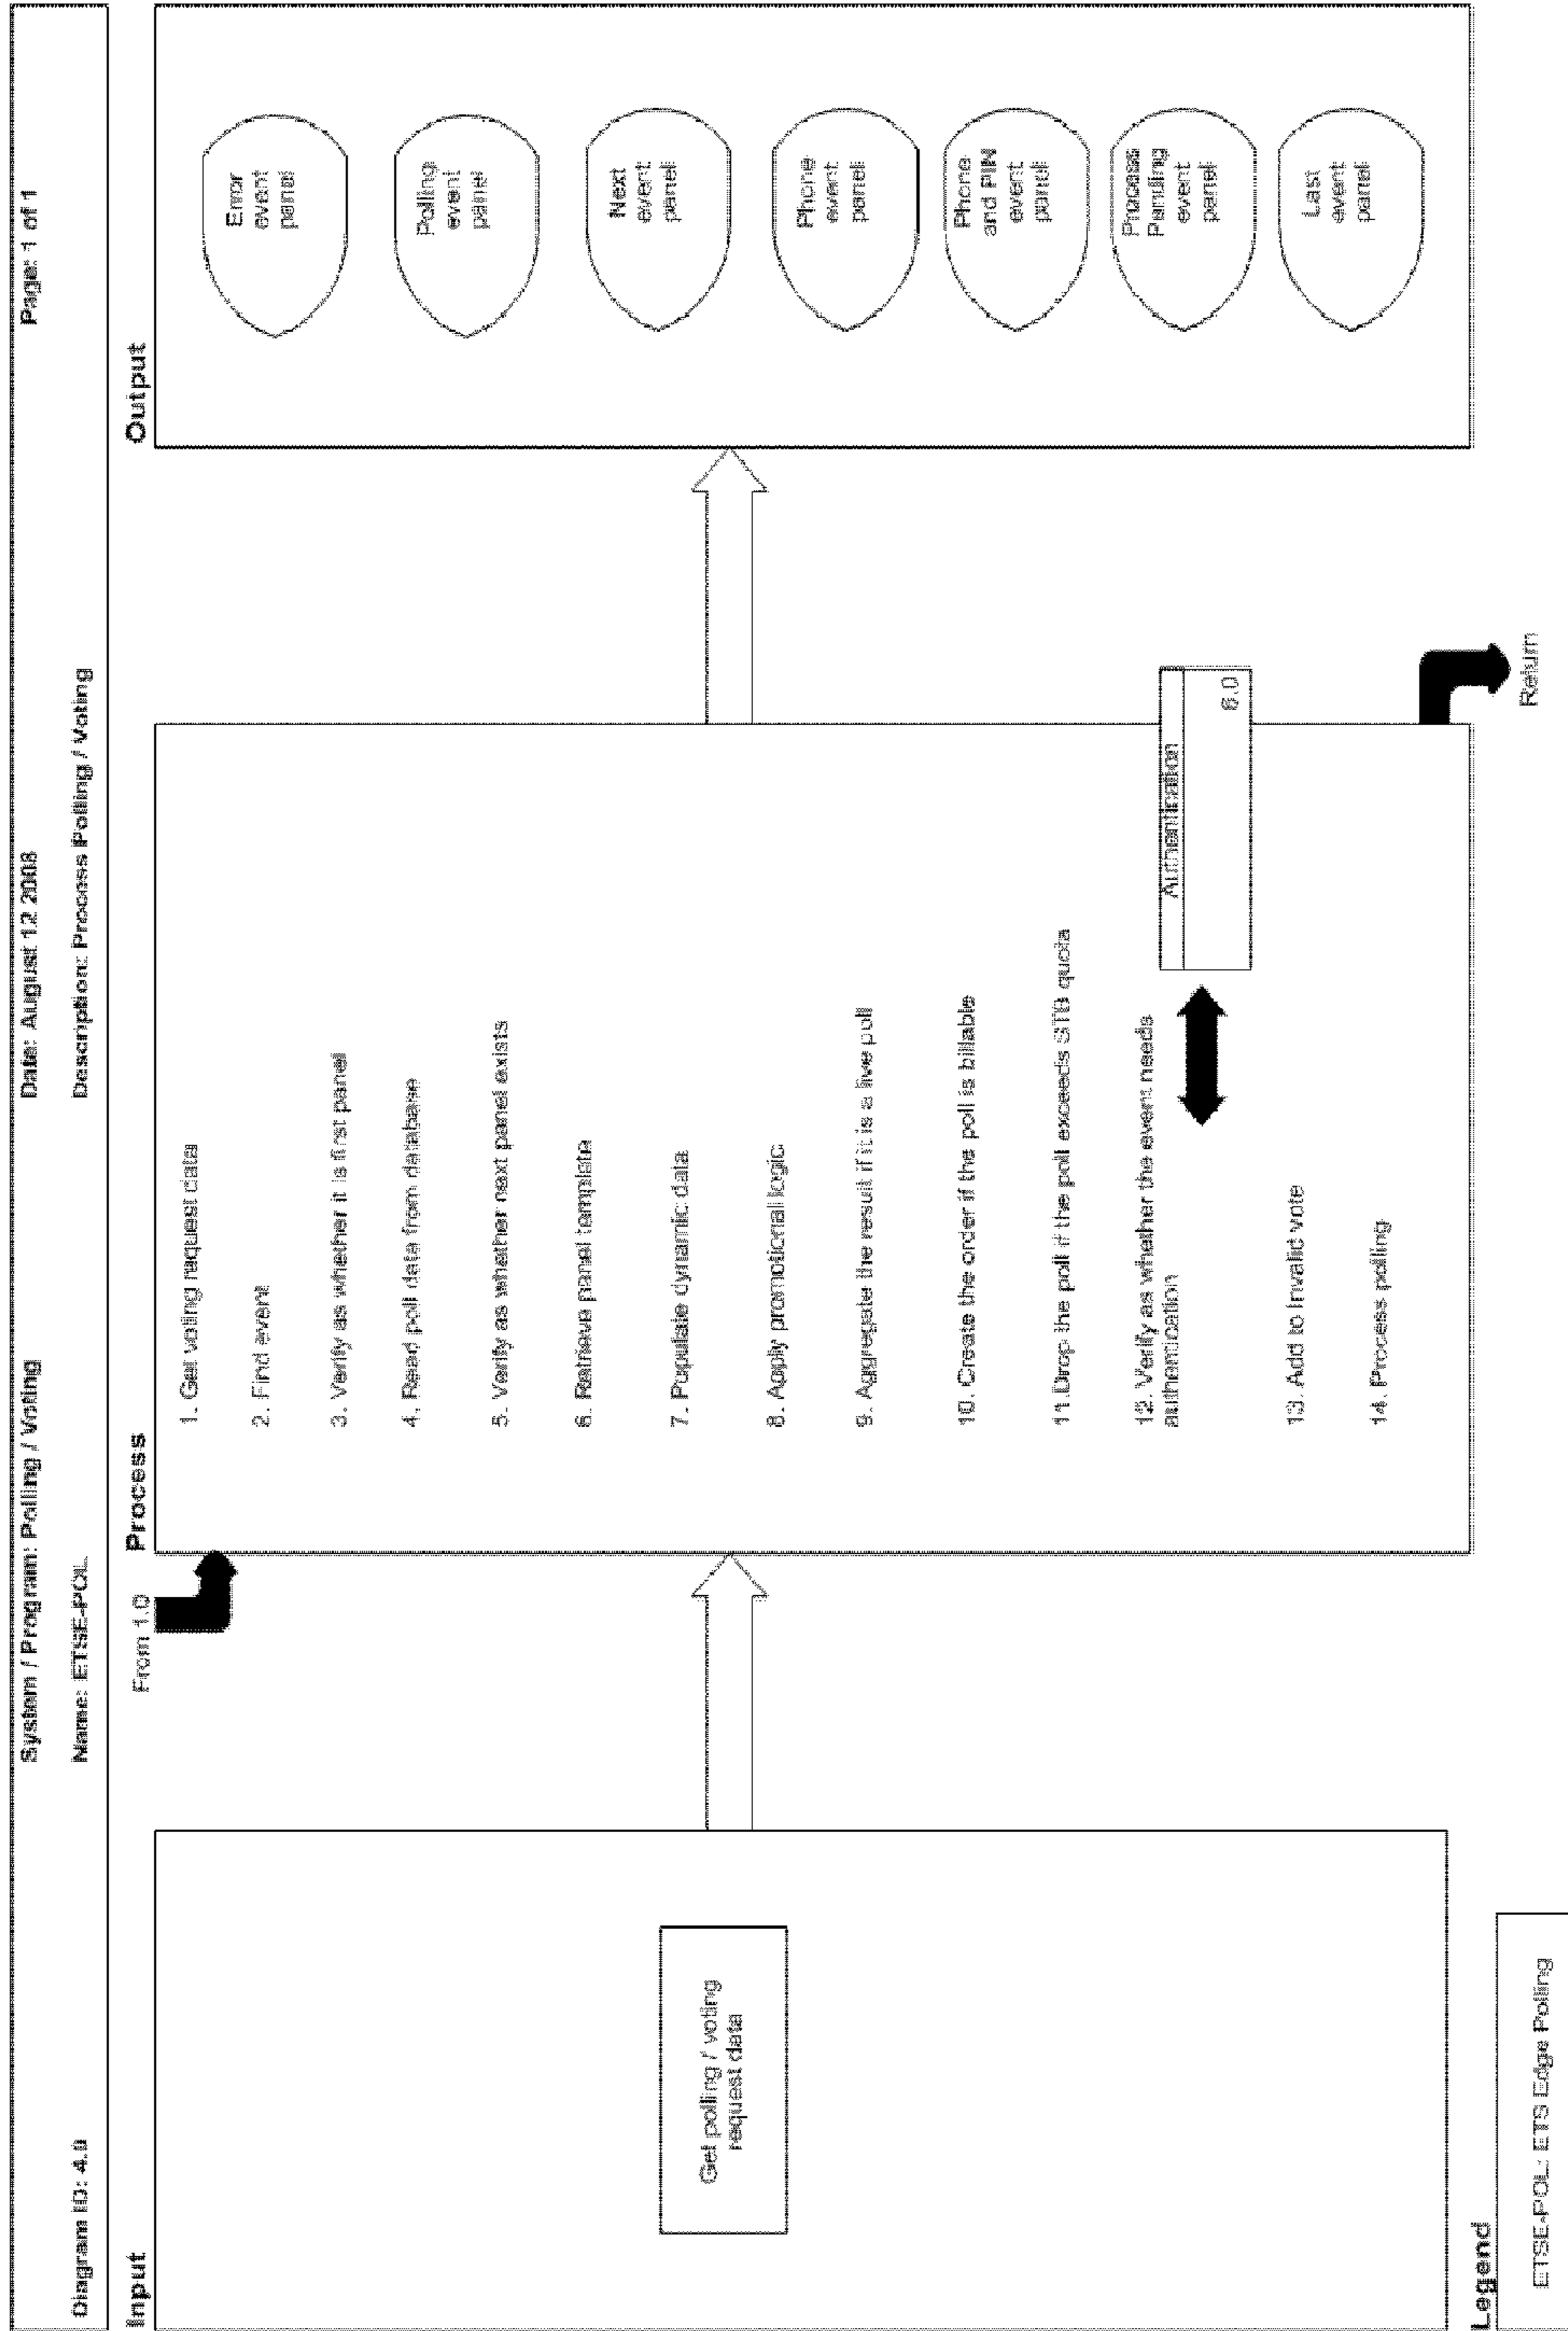 System / Program: Polling / Voting
Date: August 12 2008
Page: 1 of 1
Diagram ID: 4.0
Name: ETSE-POL
Description: Process Polling / Voting
Input
Get polling / voting
request data
From 1.0
Process
1. Get voting request data
2. Find event
3. Verify as whether it is first panel
4. Read poll data from database
5. Verify as whether next panel exists
6. Retrieve panel template
7. Pupulate dynamic data
8. Apply promotional logic
9. Aggregate the result if it is a live poll
10. Create the order if the poll is billable
11.Drop the poll if the poll exceeds STB quota
12. Verify as whether the event needs
authentication
Authentication
6.0
13. Add to Invalid vote
14. Process polling
Return
Output
Error
event
panel
Polling
event
panel
Next
event
panel
Phone
event
panel
Phone
and PIN
event
panel
Process
Pending
event
panel
Last
event
panel
Legend
ETSE-POL: ETS Edge Polling